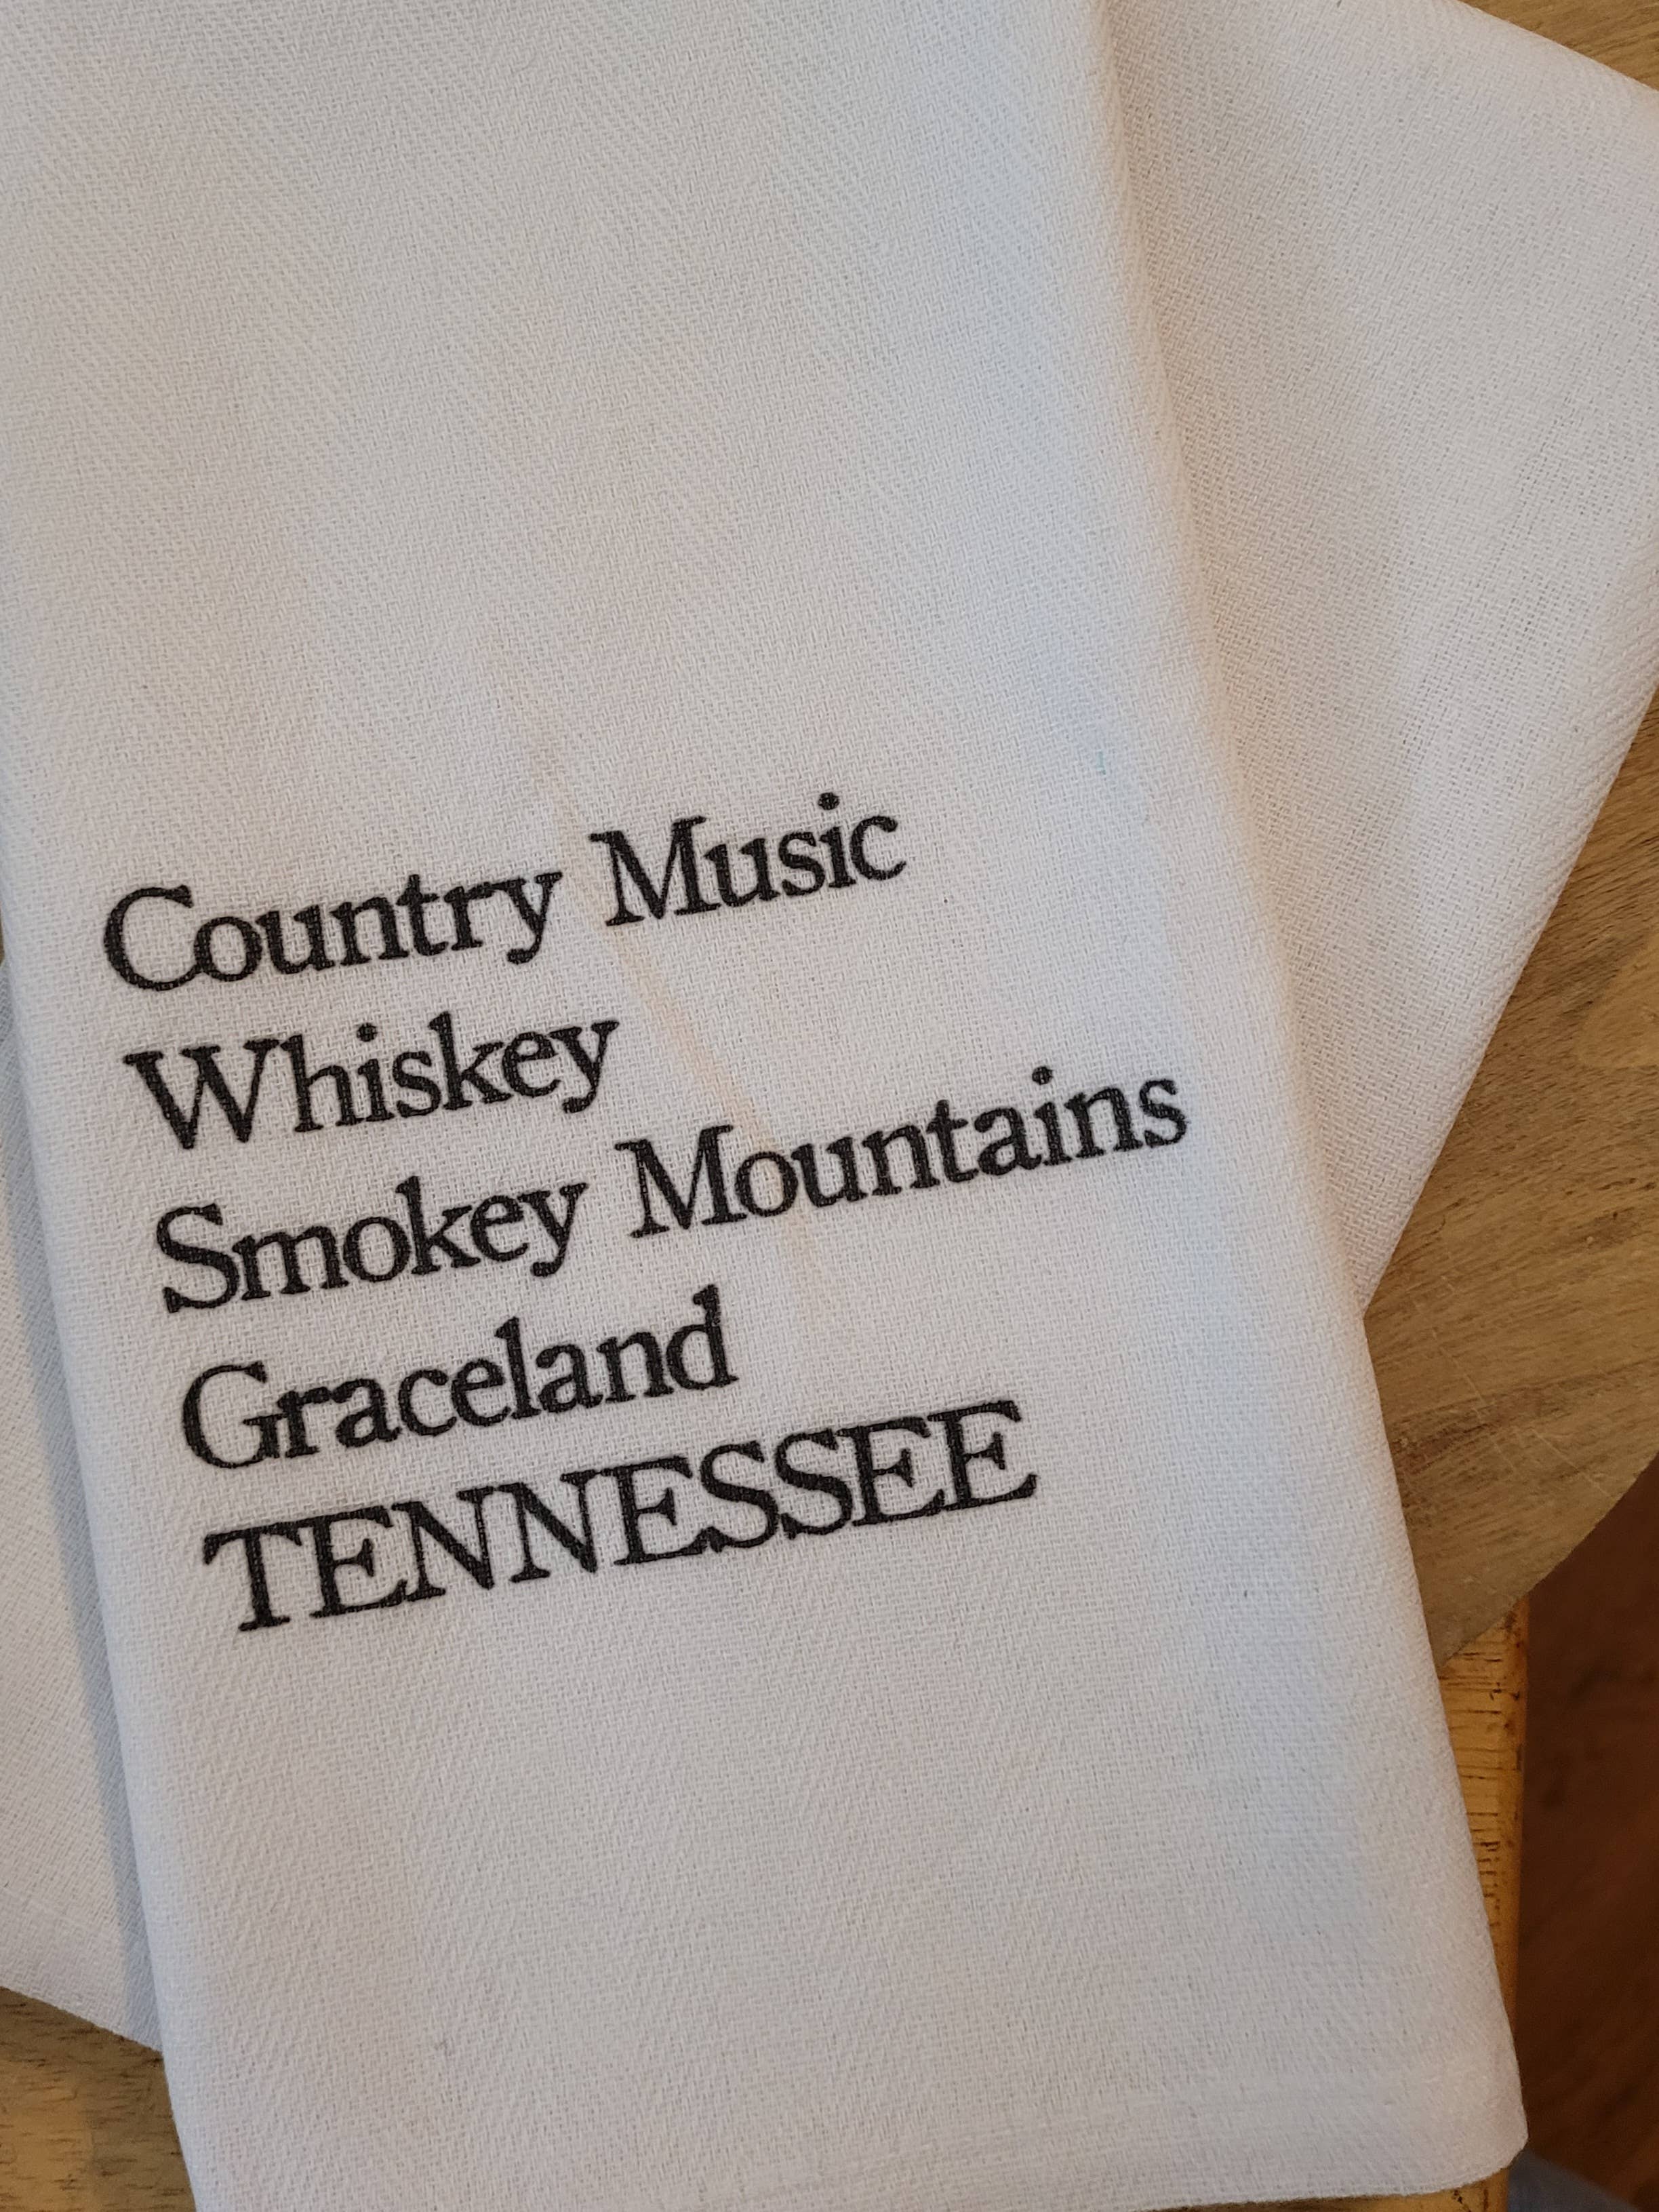 Country Music
Whiskey
Smokey Mountains
Graceland
TENNESSEE